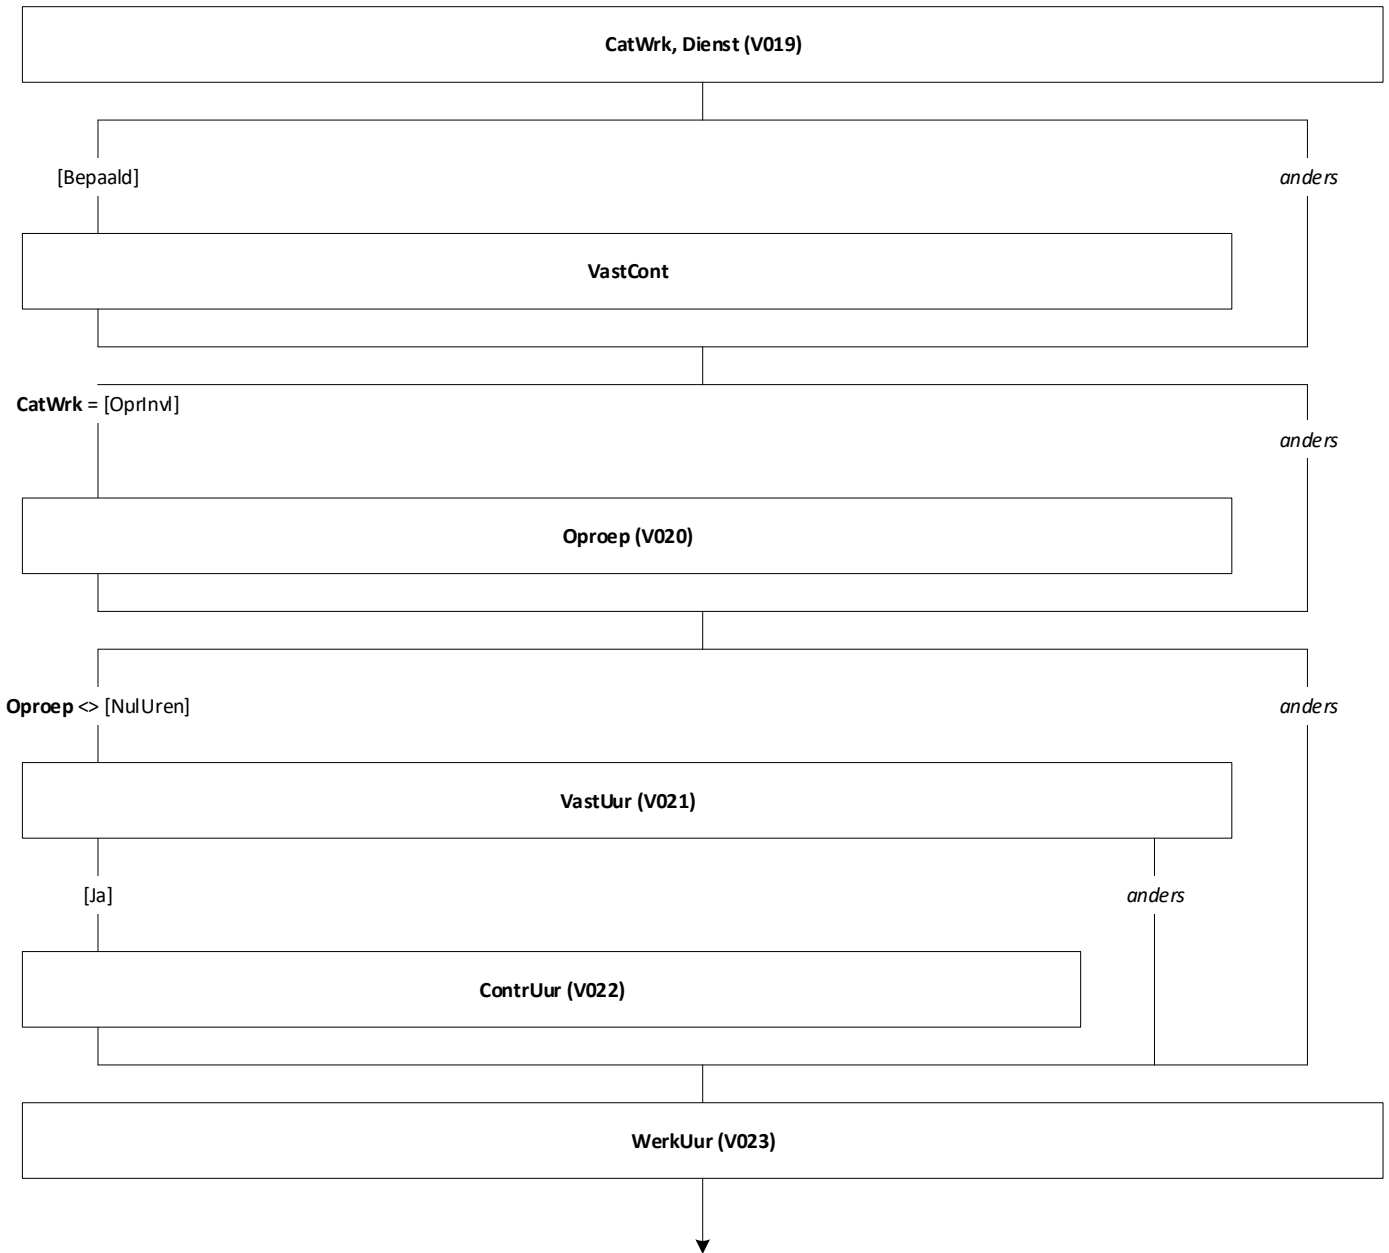 CatWrk, Dienst (V019)
[Bepaald]
anders
VastCont
CatWrk = [OprInvl]
anders
Oproep (V020)
Oproep <> [NulUren]
anders
VastUur (V021)
[Ja]
anders
ContrUur (V022)
WerkUur (V023)